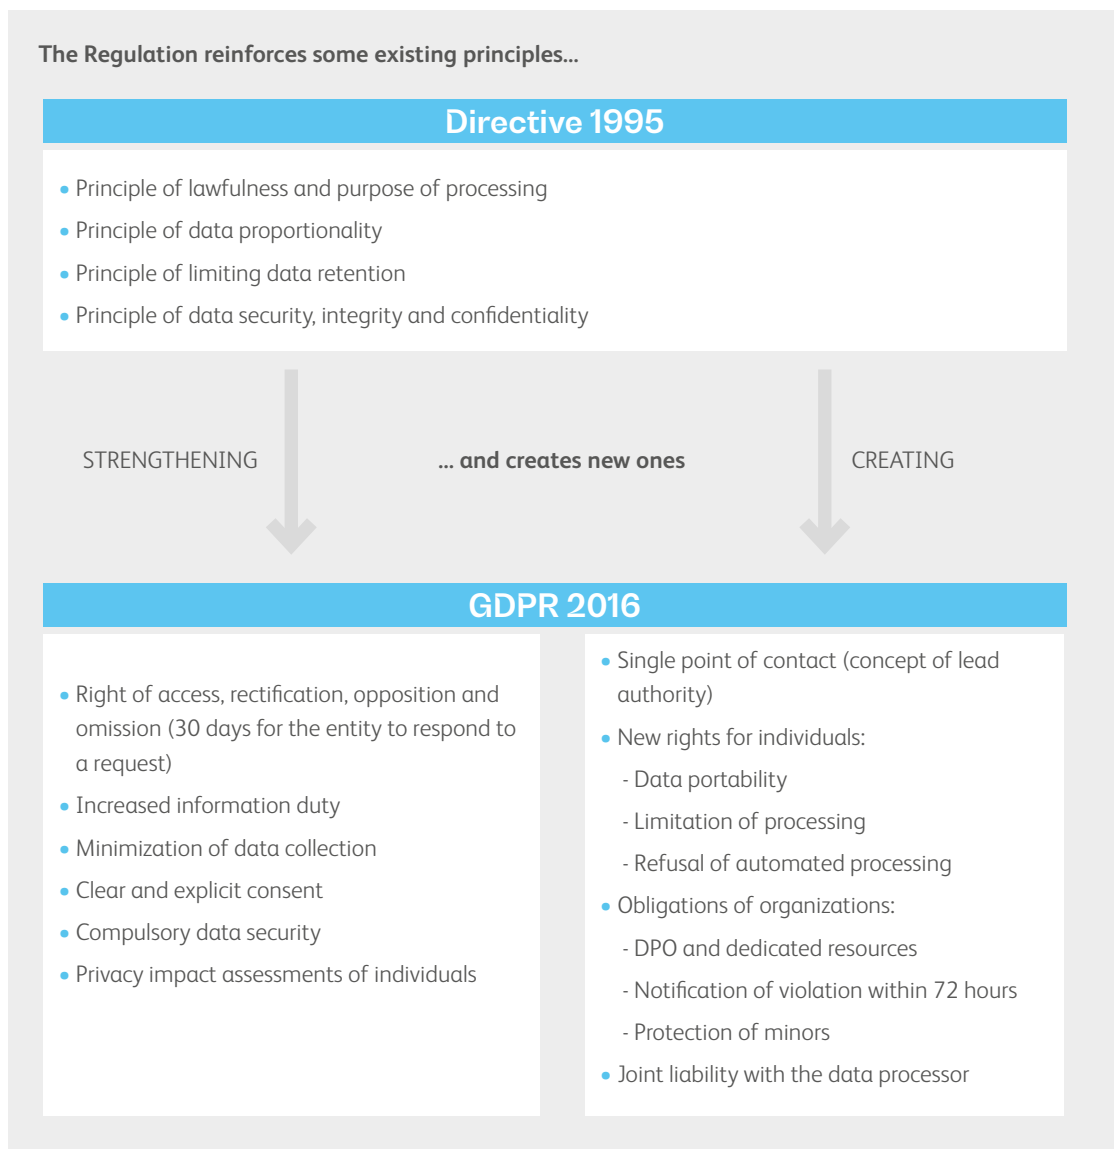 The Regulation reinforces some existing principles...
Directive 1995
• Principle of lawfulness and purpose of processing
• Principle of data proportionality
• Principle of limiting data retention
• Principle of data security, integrity and confidentiality
STRENGTHENING
... and creates new ones
CREATING
GDPR 2016
• Right of access, rectification, opposition and
omission (30 days for the entity to respond to
a request)
• Increased information duty
• Minimization of data collection
• Clear and explicit consent
• Compulsory data security
• Privacy impact assessments of individuals
• Single point of contact (concept of lead
authority)
• New rights for individuals:
- Data portability
- Limitation of processing
- Refusal of automated processing
• Obligations of organizations:
- DPO and dedicated resources
- Notification of violation within 72 hours
- Protection of minors
• Joint liability with the data processor